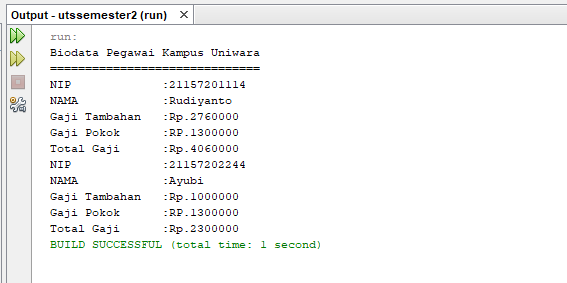 Output - utssemester2 (run) ×
run:
Biodata Pegawai Kampus Uniwara
==============================
NIP             :21157201114
NAMA            :Rudiyanto
Gaji Tambahan   :Rp.2760000
Gaji Pokok      :RP.1300000
Total Gaji      :Rp.4060000
NIP             :21157202244
NAMA            :Ayubi
Gaji Tambahan   :Rp.1000000
Gaji Pokok      :RP.1300000
Total Gaji      :Rp.2300000
BUILD SUCCESSFUL (total time: 1 second)